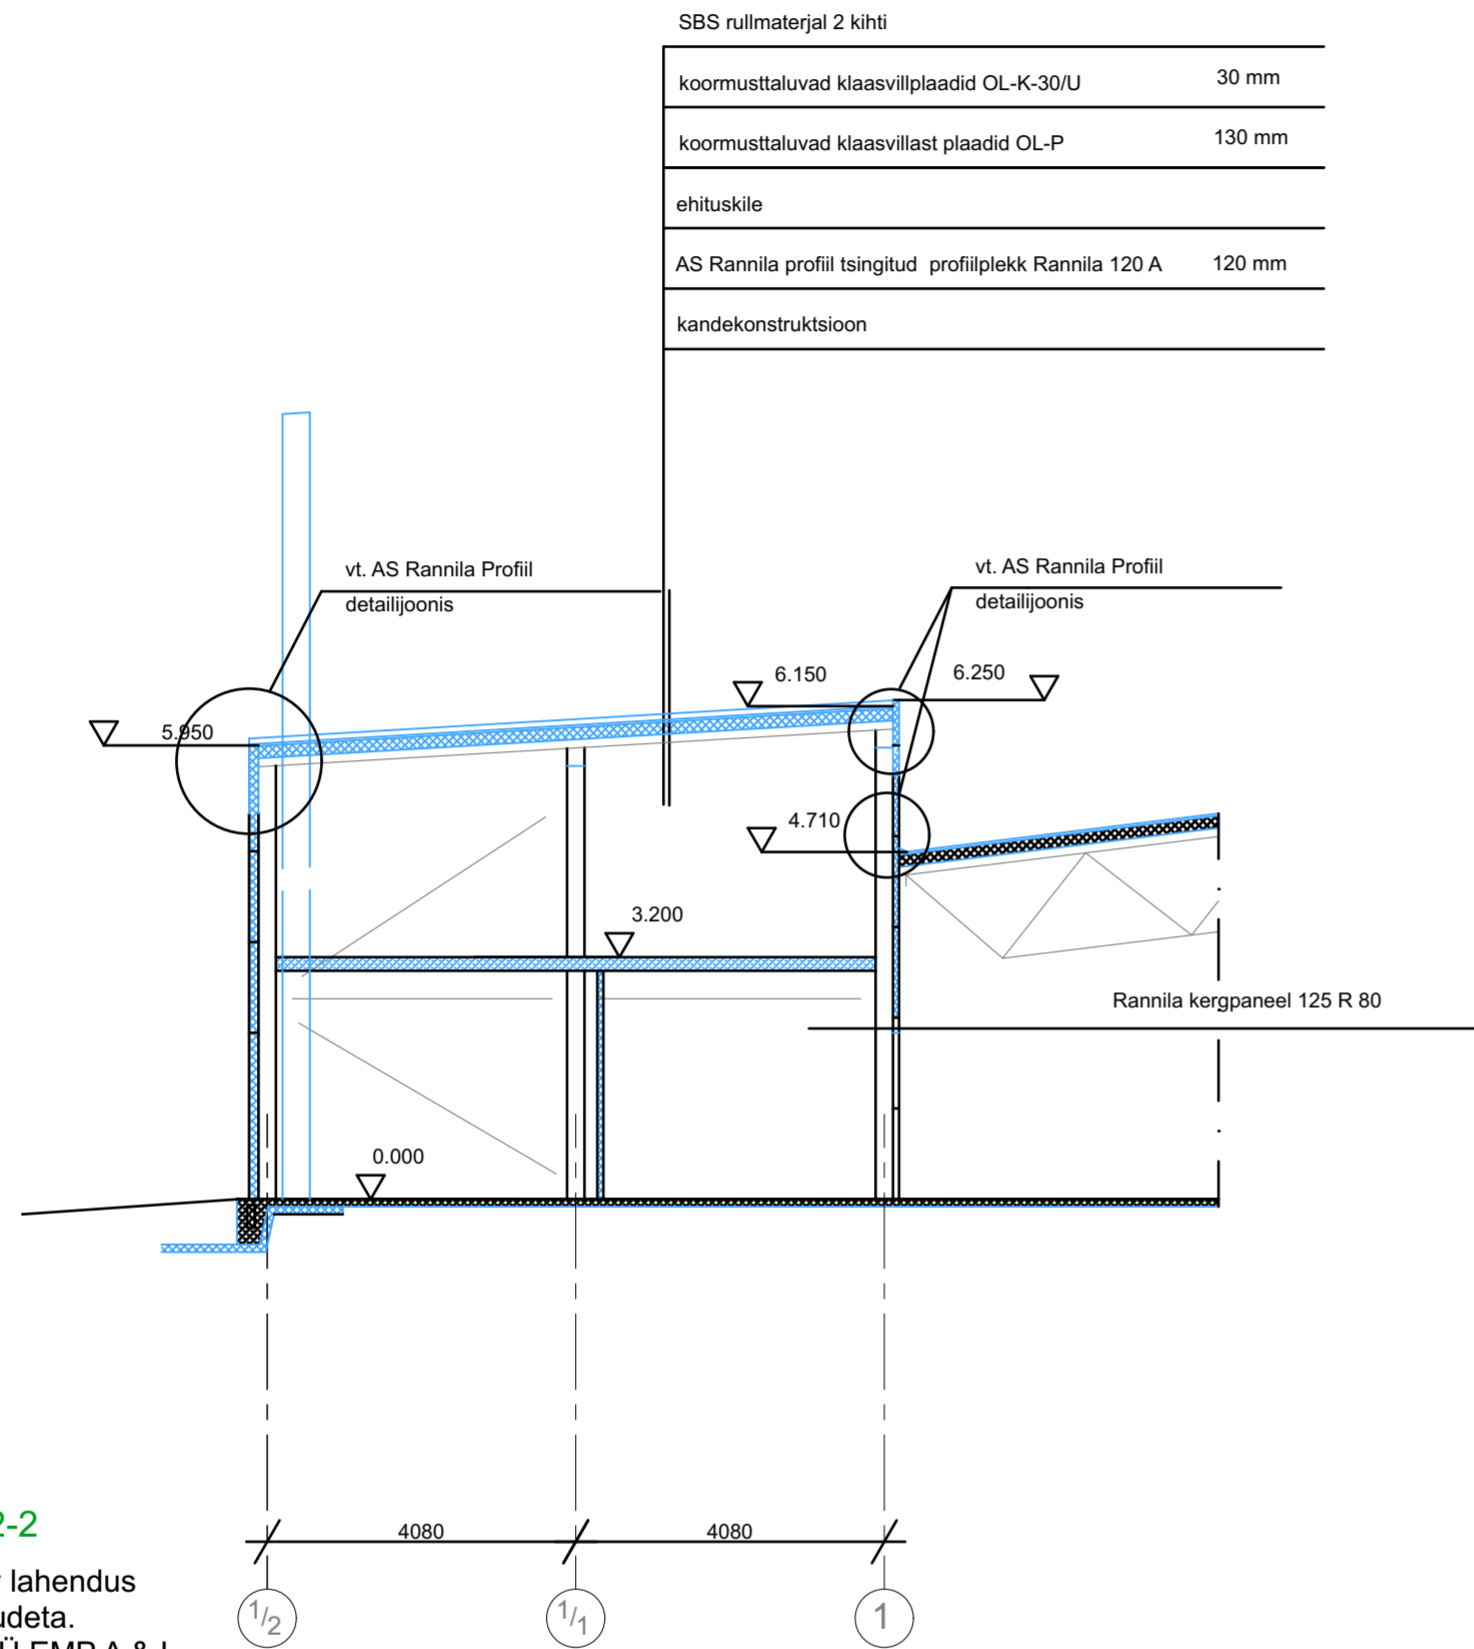 SBS rullmaterjal 2 kihti
koormusttaluvad klaasvillplaadid OL-K-30/U 30 mm
koormusttaluvad klaasvillast plaadid OL-P 130 mm
ehituskile
AS Rannila profiil tsingitud profiilplekk Rannila 120 A 120 mm
kandekonstruktsioon
vt. AS Rannila Profiil
detailijoonis
vt. AS Rannila Profiil
detailijoonis
6.150
6.250
5.950
4.710
3.200
Rannila kergpaneel 125 R 80
0.000
2-2
4080
4080
lahendus
udeta.
EMP A &
1/2
1/1
1